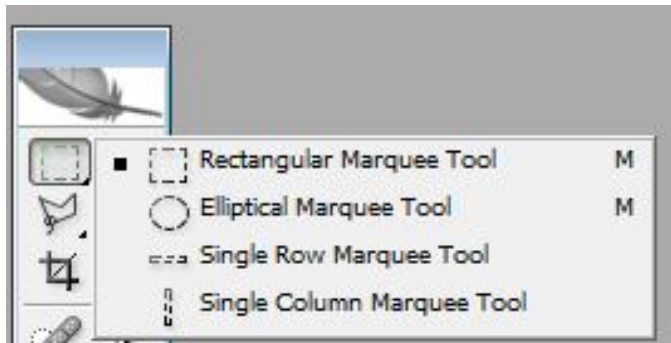 Rectangular Marquee Tool M
Elliptical Marquee Tool M
Single Row Marquee Tool
Single Column Marquee Tool